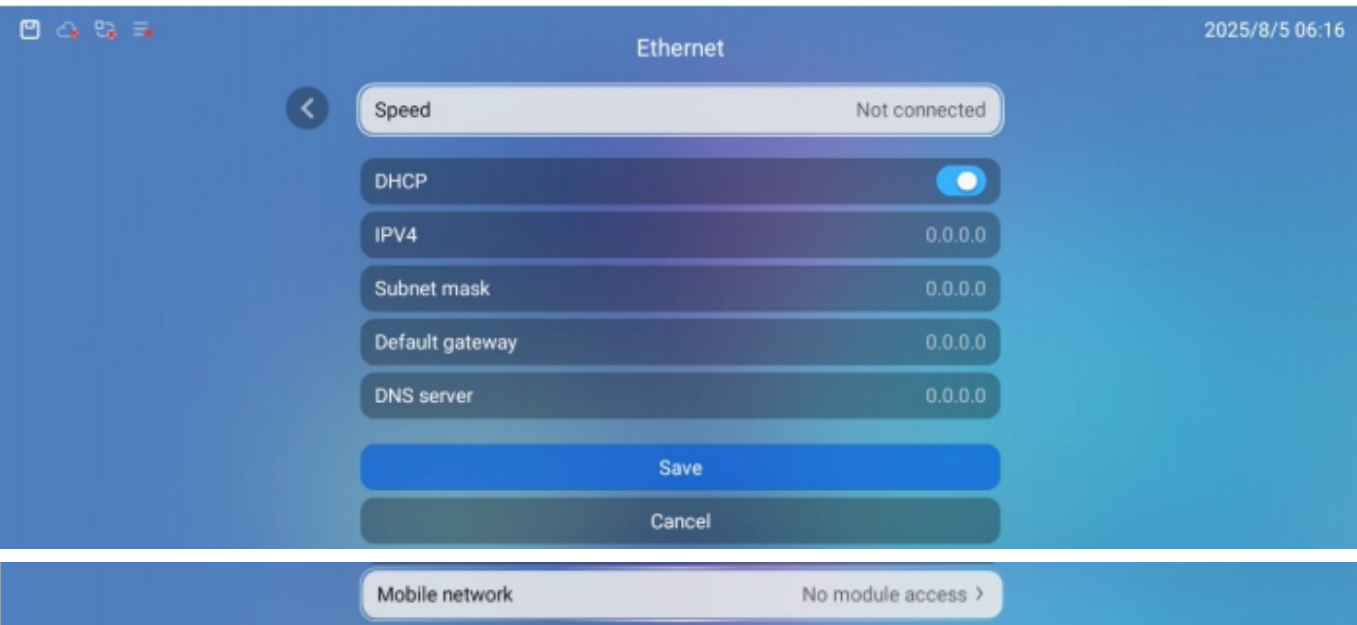 2025/8/5 06:16
Ethernet
Speed Not connected
DHCP
IPV4 0.0.0.0
Subnet mask 0.0.0.0
Default gateway 0.0.0.0
DNS server 0.0.0.0
Save
Cancel
Mobile network No module access >